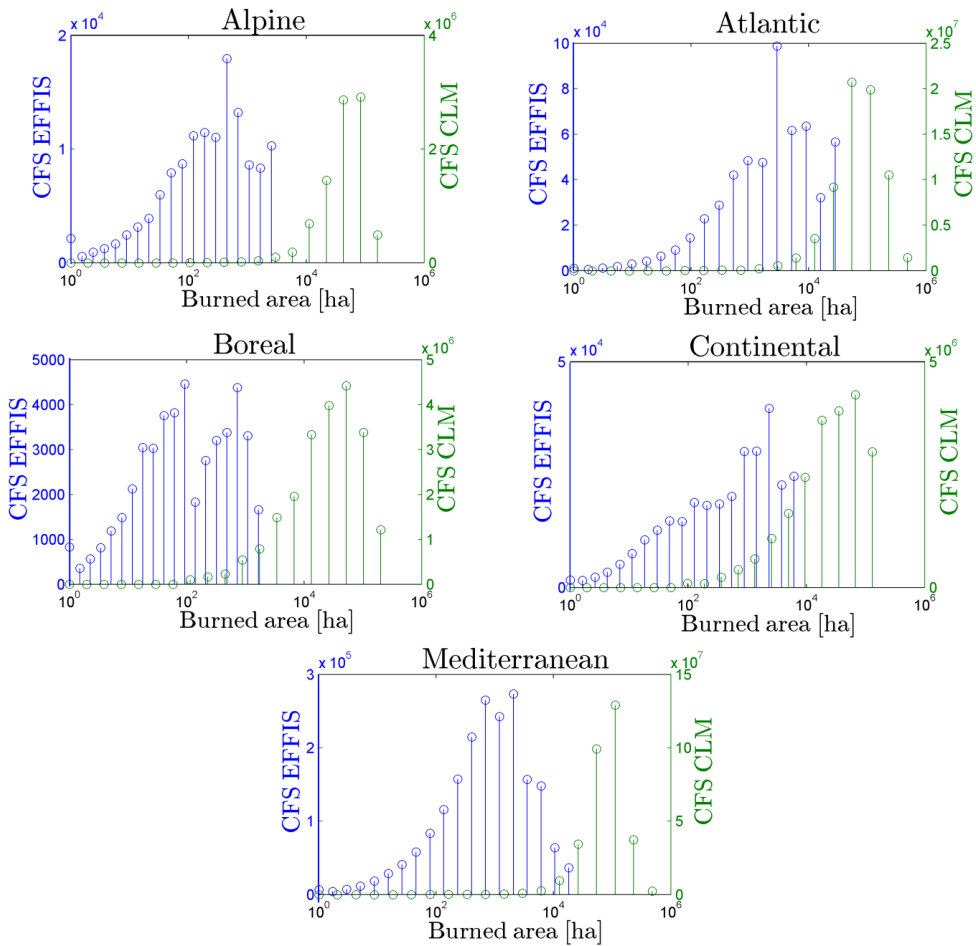 Alpine
x 10^4
x 10^6
2
1
0
CFS EFFIS
4
2
0
CFS CLM
10^0
10^2
10^4
10^6
Burned area [ha]
Atlantic
x 10^4
x 10^7
10
8
6
4
2
0
CFS EFFIS
2.5
2
1.5
1
0.5
0
CFS CLM
10^0
10^2
10^4
10^6
Burned area [ha]
Boreal
x 10^6
5000
4000
3000
2000
1000
0
CFS EFFIS
5
4
3
2
1
0
CFS CLM
10^0
10^2
10^4
10^6
Burned area [ha]
Continental
x 10^4
x 10^6
5
0
CFS EFFIS
5
0
CFS CLM
10^0
10^2
10^4
10^6
Burned area [ha]
Mediterranean
x 10^5
x 10^7
3
2
1
0
CFS EFFIS
15
10
5
0
CFS CLM
10^0
10^2
10^4
10^6
Burned area [ha]